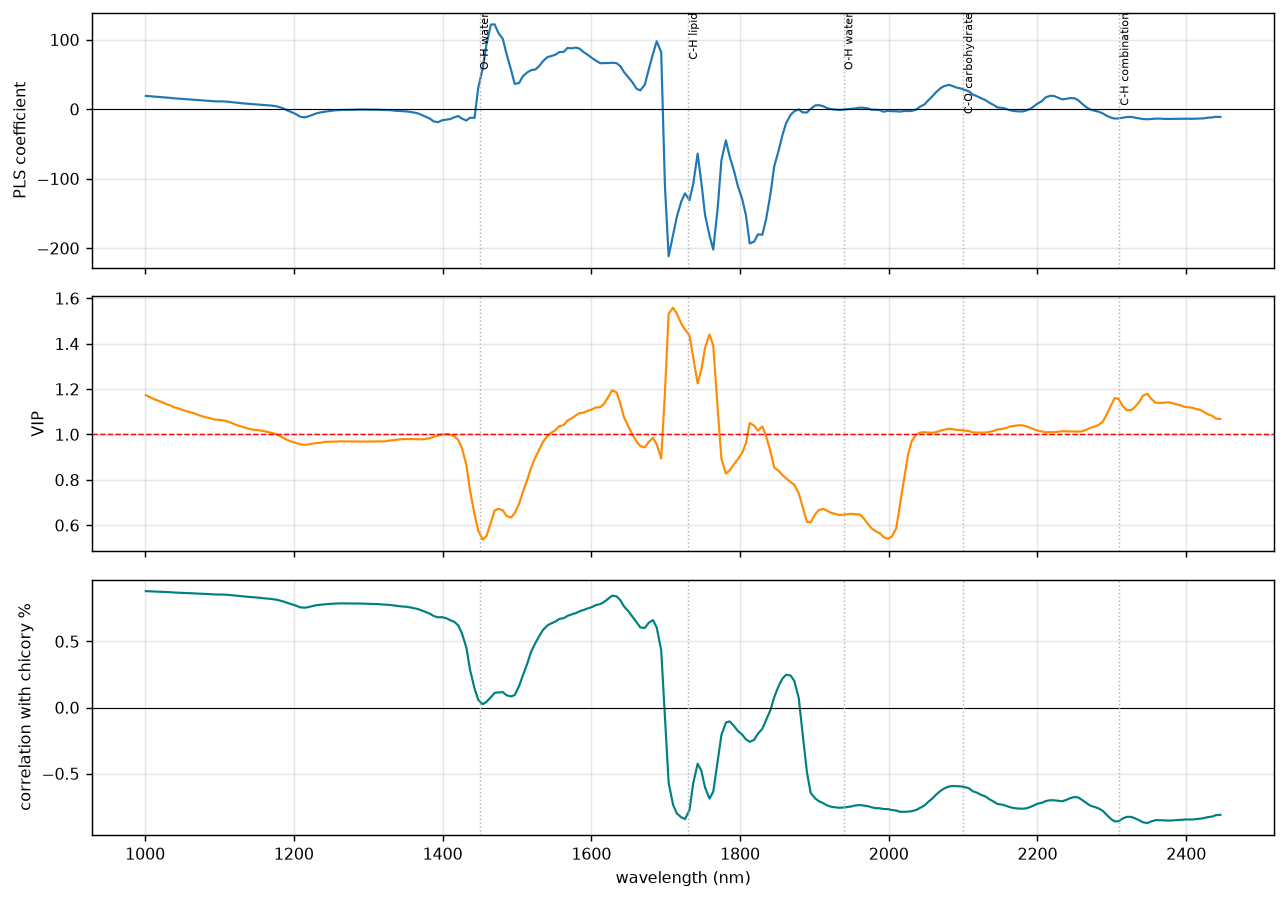 O-H water
C-H lipid
O-H water
C-O carbohydrate
C-H combination
PLS coefficient
100
0
−100
−200
VIP
1.6
1.4
1.2
1.0
0.8
0.6
correlation with chicory %
0.5
0.0
−0.5
1000 1200 1400 1600 1800 2000 2200 2400
wavelength (nm)